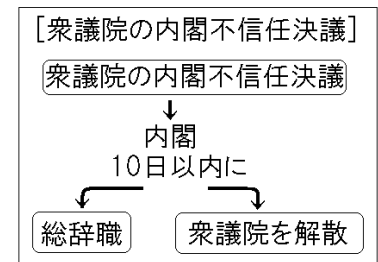 [衆議院の内閣不信任決議]
衆議院の内閣不信任決議
内閣
10日以内に
総辞職
衆議院を解散